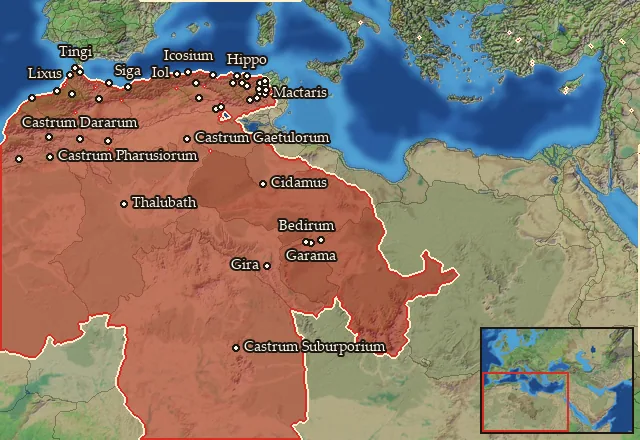 Tingi
Icosium
Hippo
Lixus
Siga
Iol
Mactaris
Castrum Dararum
Castrum Gaetulorum
Castrum Pharusiorum
Cidamus
Thalubath
Bedirum
Garama
Gira
Castrum Suburporium